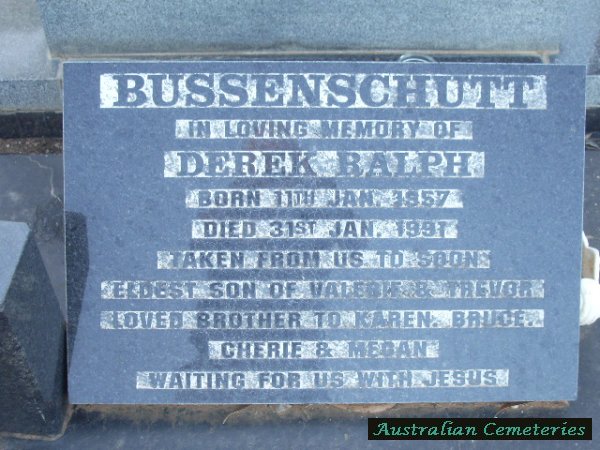 BUSSENSCHUTT
IN LOVING MEMORY OF
DEREK RALPH
BORN 11TH JAN. 1957
DIED 31ST JAN. 1991
TAKEN FROM US TO SOON
ELDEST SON OF VALERIE & TREVOR
LOVED BROTHER TO KAREN, BRUCE,
CHERIE & MEGAN
WAITING FOR US WITH JESUS
Australian Cemeteries